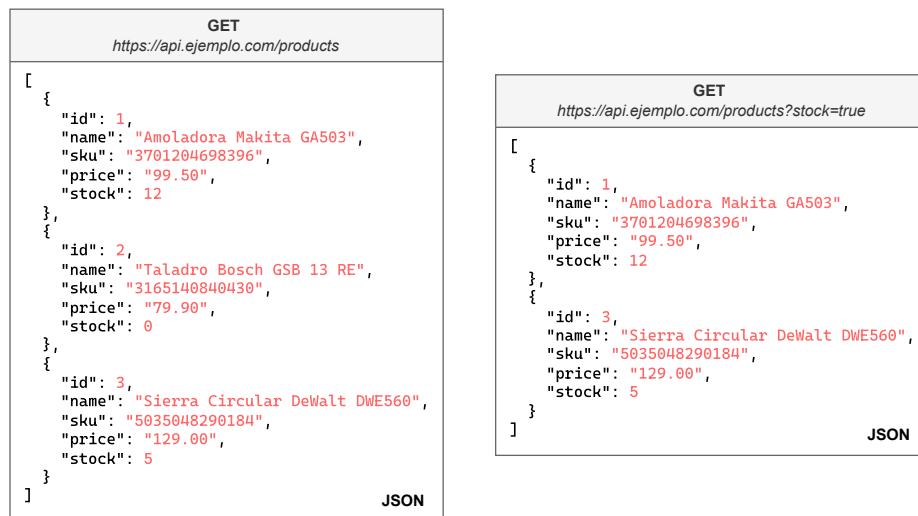 GET
https://api.ejemplo.com/products
[
  {
    "id": 1,
    "name": "Amoladora Makita GA503",
    "sku": "3701204698396",
    "price": "99.50",
    "stock": 12
  },
  {
    "id": 2,
    "name": "Taladro Bosch GSB 13 RE",
    "sku": "3165140840430",
    "price": "79.90",
    "stock": 0
  },
  {
    "id": 3,
    "name": "Sierra Circular DeWalt DWE560",
    "sku": "5035048290184",
    "price": "129.00",
    "stock": 5
  }
]
JSON
GET
https://api.ejemplo.com/products?stock=true
[
  {
    "id": 1,
    "name": "Amoladora Makita GA503",
    "sku": "3701204698396",
    "price": "99.50",
    "stock": 12
  },
  {
    "id": 3,
    "name": "Sierra Circular DeWalt DWE560",
    "sku": "5035048290184",
    "price": "129.00",
    "stock": 5
  }
]
JSON